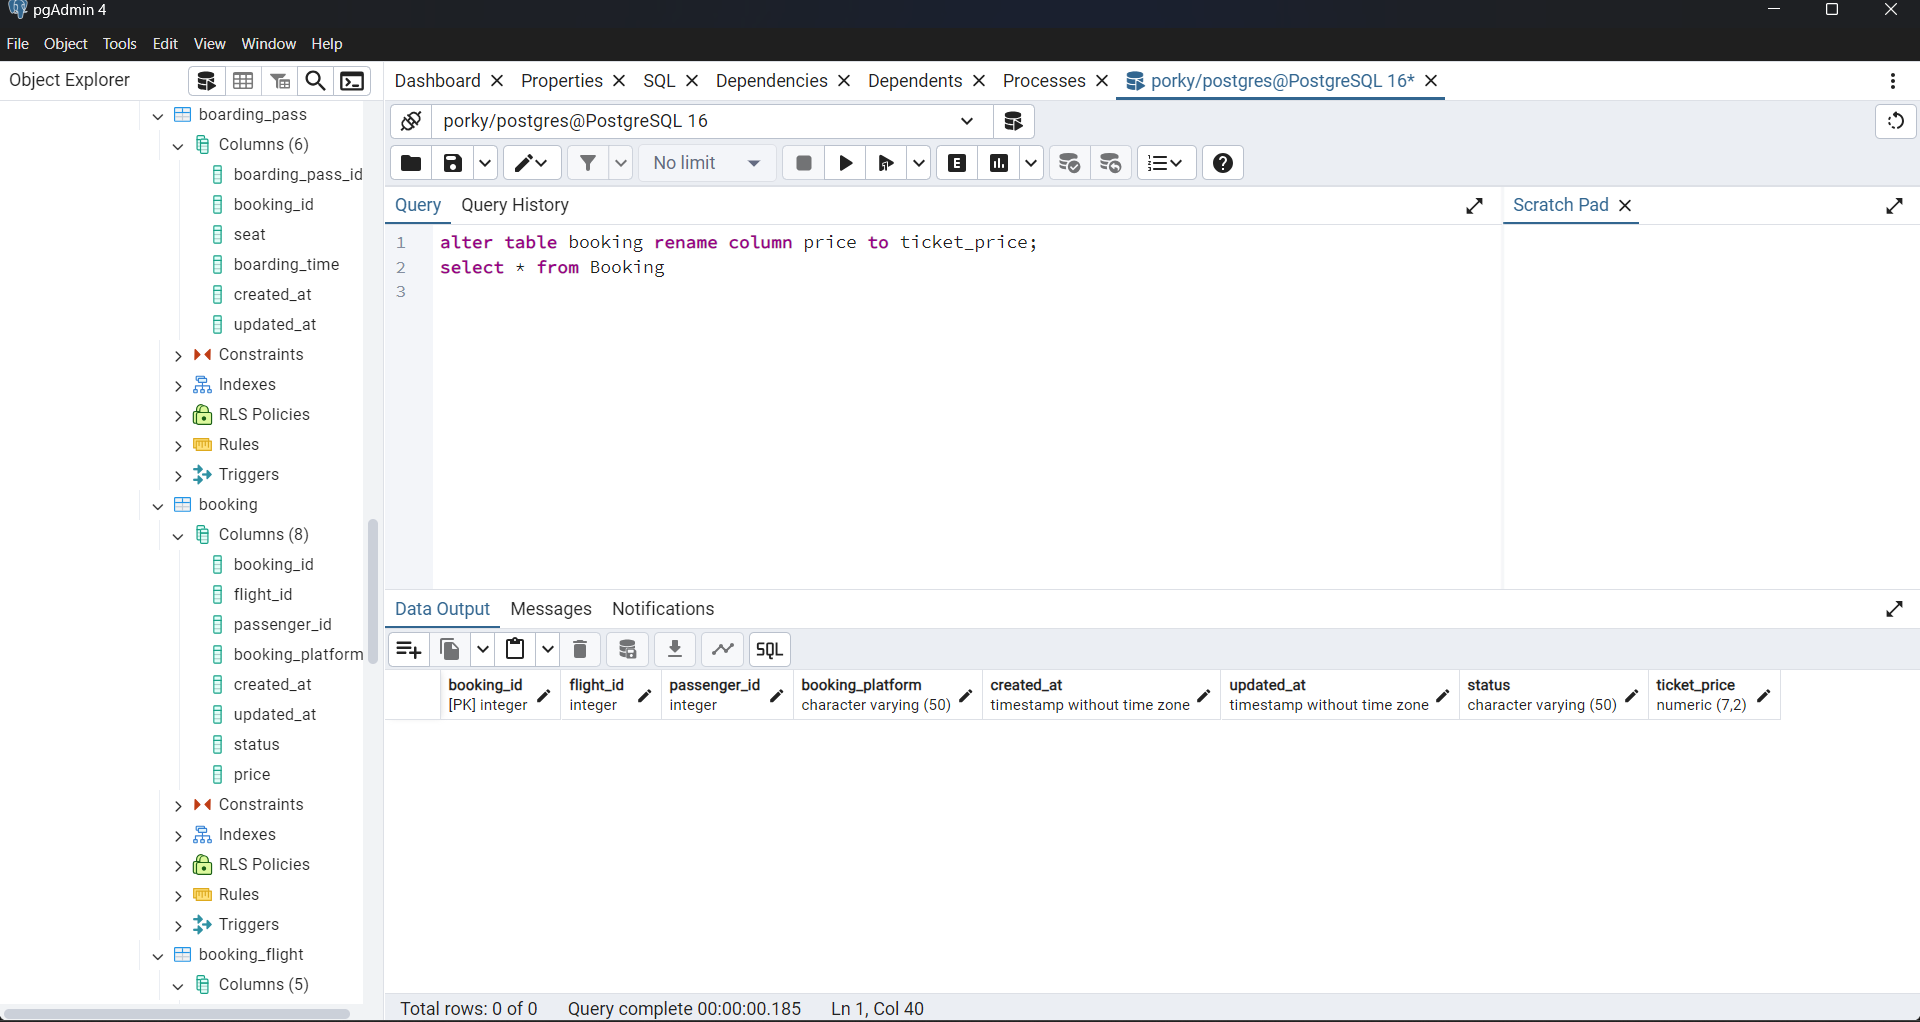 pgAdmin 4
File Object Tools Edit View Window Help
Object Explorer
Dashboard Properties SQL Dependencies Dependents Processes porky/postgres@PostgreSQL 16*
boarding_pass
Columns (6)
boarding_pass_id
booking_id
seat
boarding_time
created_at
updated_at
Constraints
Indexes
RLS Policies
Rules
Triggers
booking
Columns (8)
booking_id
flight_id
passenger_id
booking_platform
created_at
updated_at
status
price
Constraints
Indexes
RLS Policies
Rules
Triggers
booking_flight
Columns (5)
porky/postgres@PostgreSQL 16
No limit
E
Query Query History
Scratch Pad
1 alter table booking rename column price to ticket_price;
2 select * from Booking
3
Data Output Messages Notifications
SQL
booking_id flight_id passenger_id booking_platform created_at updated_at status ticket_price
[PK] integer integer integer character varying (50) timestamp without time zone timestamp without time zone character varying (50) numeric (7,2)
Total rows: 0 of 0 Query complete 00:00:00.185 Ln 1, Col 40